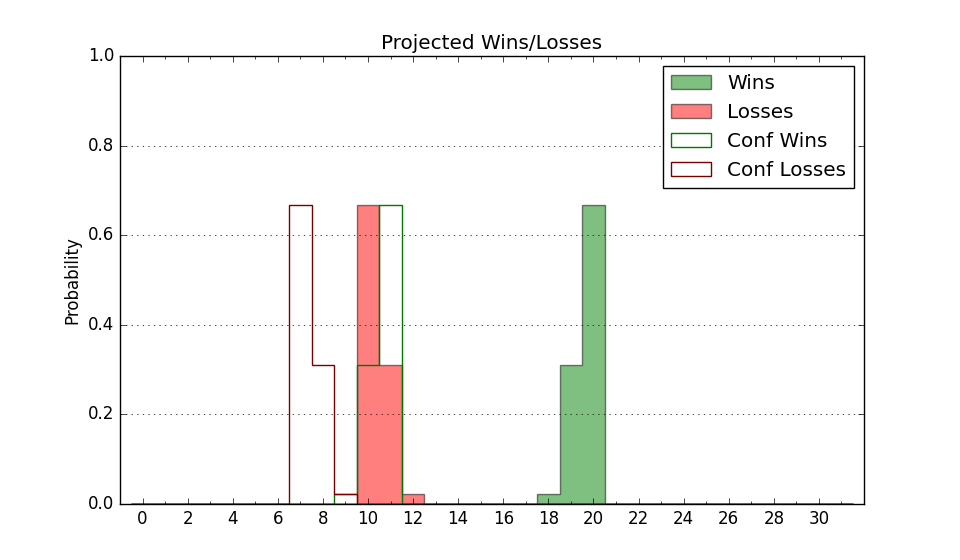 Projected Wins/Losses
1.0
0.8
0.6
0.4
0.2
0.0
Probability
Wins
Losses
Conf Wins
Conf Losses
0 2 4 6 8 10 12 14 16 18 20 22 24 26 28 30